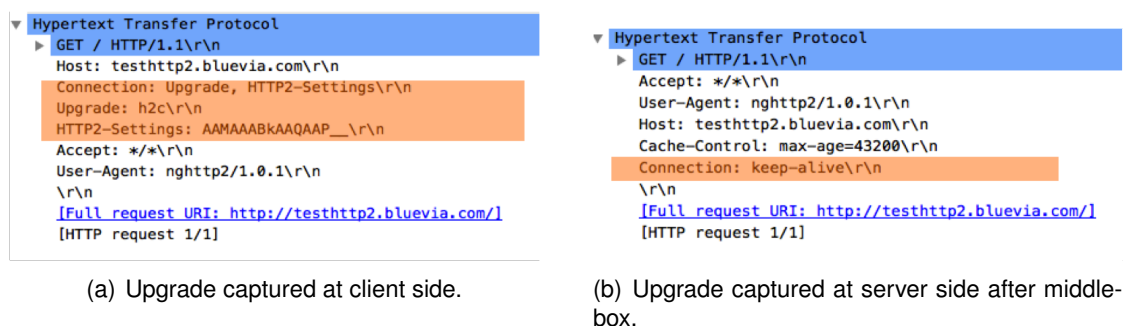 Hypertext Transfer Protocol
GET / HTTP/1.1\r\n
Host: testhttp2.bluevia.com\r\n
Connection: Upgrade, HTTP2-Settings\r\n
Upgrade: h2c\r\n
HTTP2-Settings: AAMAAABkAAQAAP__\r\n
Accept: */*\r\n
User-Agent: nghttp2/1.0.1\r\n
\r\n
[Full request URI: http://testhttp2.bluevia.com/]
[HTTP request 1/1]
(a) Upgrade captured at client side.
Hypertext Transfer Protocol
GET / HTTP/1.1\r\n
Accept: */*\r\n
User-Agent: nghttp2/1.0.1\r\n
Host: testhttp2.bluevia.com\r\n
Cache-Control: max-age=43200\r\n
Connection: keep-alive\r\n
\r\n
[Full request URI: http://testhttp2.bluevia.com/]
[HTTP request 1/1]
(b) Upgrade captured at server side after middle-
box.